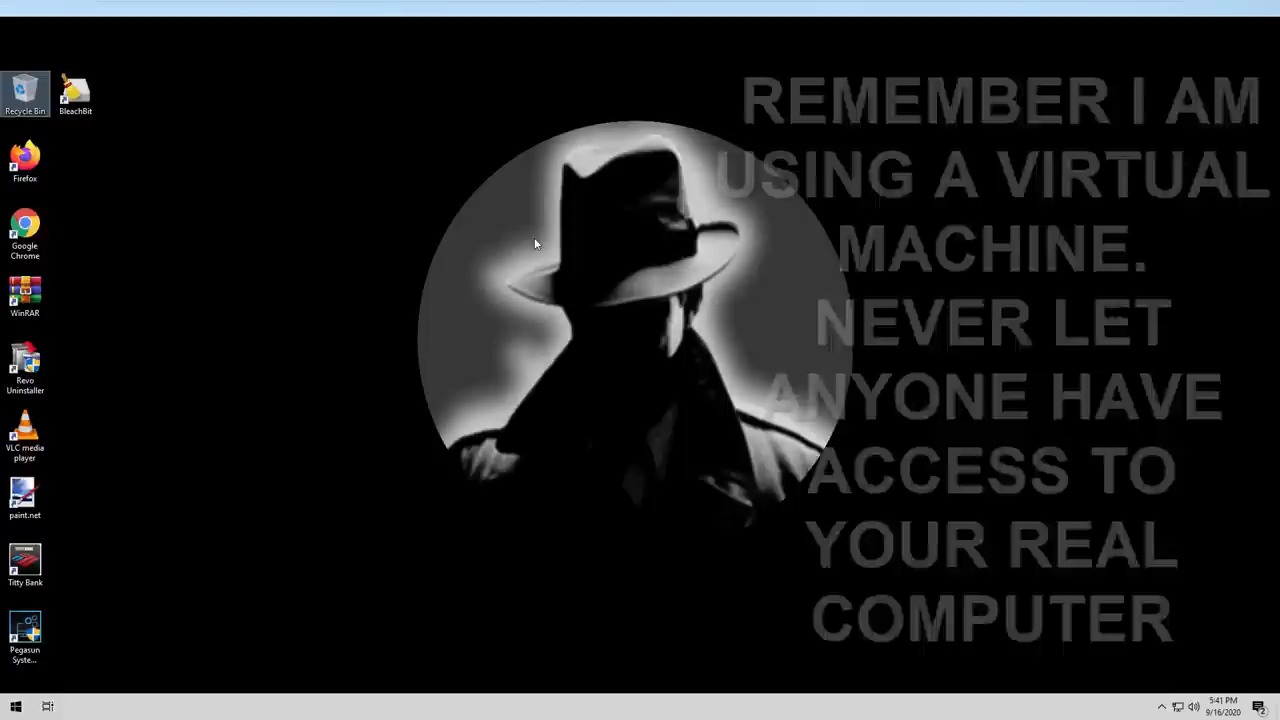 REMEMBER I AM
USING A VIRTUAL
MACHINE.
NEVER LET
ANYONE HAVE
ACCESS TO
YOUR REAL
COMPUTER
Recycle Bin
BleachBit
Firefox
Google
Chrome
WinRAR
Revo
Uninstaller
VLC media
player
paint.net
Titty Bank
Pegasun
Syste...
5:41 PM
9/16/2020
2